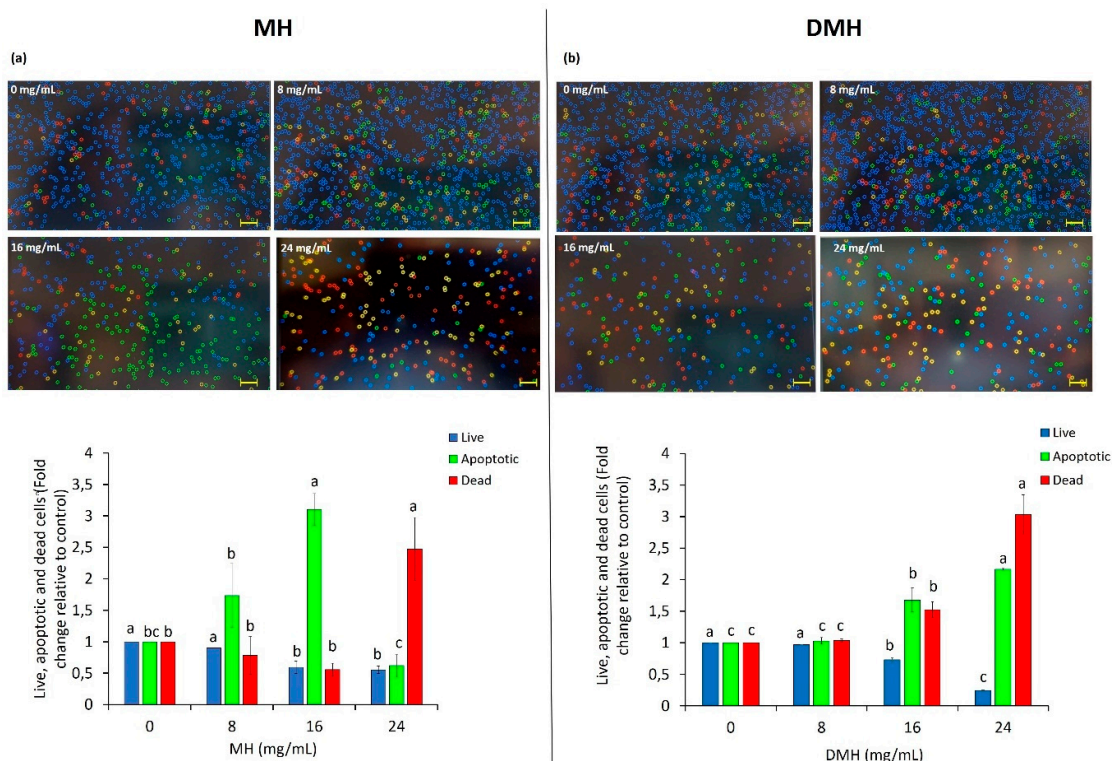 MH
DMH
(a)
(b)
0 mg/mL
8 mg/mL
0 mg/mL
8 mg/mL
16 mg/mL
24 mg/mL
16 mg/mL
24 mg/mL
Live, apoptotic and dead cells (Fold
change relative to control)
4
3,5
3
2,5
2
1,5
1
0,5
0
Live
Apoptotic
Dead
a bc b
a b b
b a b
b c a
0 8 16 24
MH (mg/mL)
Live, apoptotic and dead cells (Fold
change relative to control)
4
3,5
3
2,5
2
1,5
1
0,5
0
Live
Apoptotic
Dead
a c c
a c c
b b b
c a a
0 8 16 24
DMH (mg/mL)